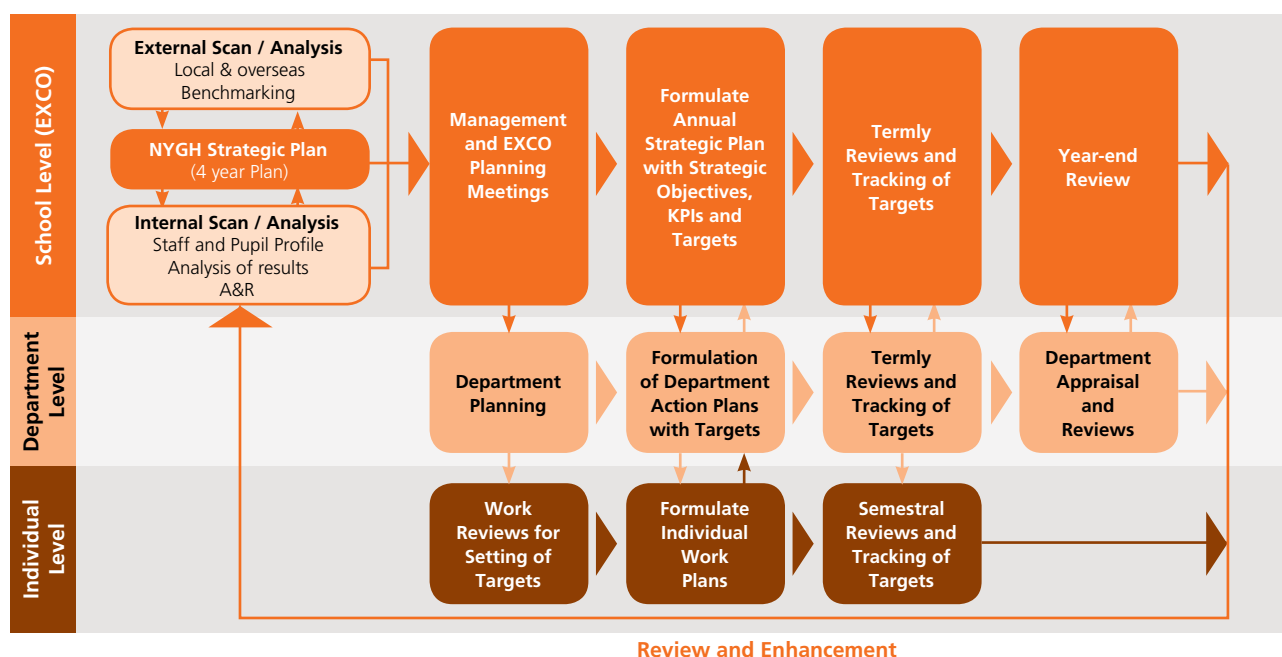 School Level (EXCO)
External Scan / Analysis
Local & overseas
Benchmarking
NYGH Strategic Plan
(4 year Plan)
Internal Scan / Analysis
Staff and Pupil Profile
Analysis of results
A&R
Management
and EXCO
Planning
Meetings
Formulate
Annual
Strategic Plan
with Strategic
Objectives,
KPIs and
Targets
Termly
Reviews and
Tracking of
Targets
Year-end
Review
Department
Level
Department
Planning
Formulation
of Department
Action Plans
with Targets
Termly
Reviews and
Tracking of
Targets
Department
Appraisal
and
Reviews
Individual
Level
Work
Reviews for
Setting of
Targets
Formulate
Individual
Work
Plans
Semestral
Reviews and
Tracking of
Targets
Review and Enhancement